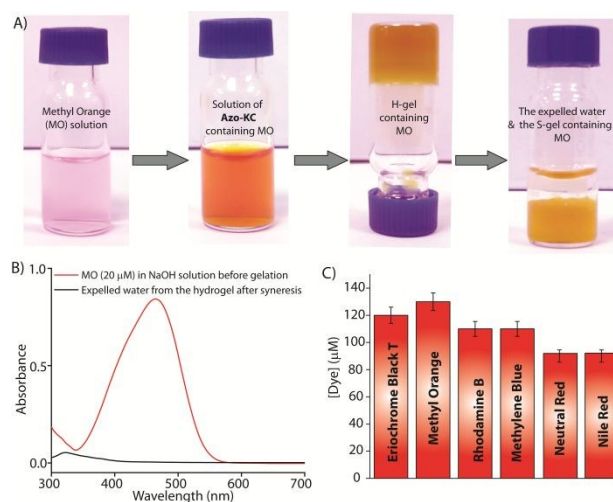 A)
Methyl Orange
(MO) solution
Solution of
Azo-KC
containing MO
H-gel
containing
MO
The expelled water
& the S-gel containing
MO
B)
1.0
0.5
0.0
Absorbance
MO (20 μM) in NaOH solution before gelation
Expelled water from the hydrogel after syneresis
300 400 500 600 700
Wavelength (nm)
C)
140
120
100
80
60
40
20
0
[Dye] (μM)
Eriochrome Black T
Methyl Orange
Rhodamine B
Methylene Blue
Neutral Red
Nile Red